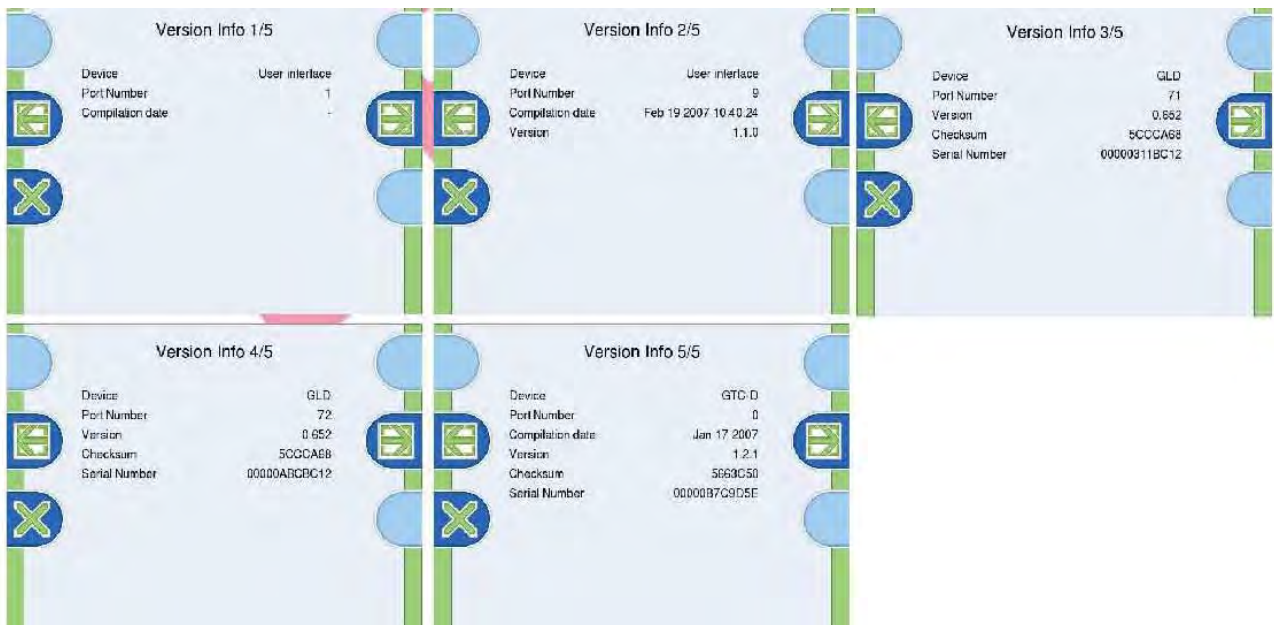 Version Info 1/5
Device User interface
Port Number 1
Compilation date -
Version Info 2/5
Device User interface
Port Number 9
Compilation date Feb 19 2007 10:40:24
Version 1.1.0
Version Info 3/5
Device GLD
Port Number 71
Version 0.652
Checksum 5CCCA68
Serial Number 00000311BC12
Version Info 4/5
Device GLD
Port Number 72
Version 0.652
Checksum 5CCCA68
Serial Number 00000ABCBC12
Version Info 5/5
Device GTC-D
Port Number 0
Compilation date Jan 17 2007
Version 1.2.1
Checksum 5663C50
Serial Number 00000B7C9D5E